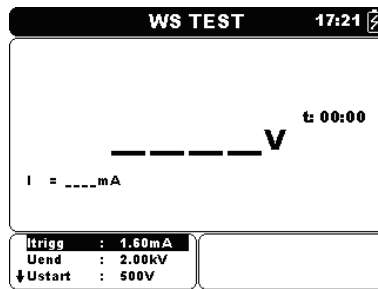 WS TEST 17:21
t: 00:00
____V
I = ____mA
Itrigg : 1.60mA
Uend : 2.00kV
Ustart : 500V